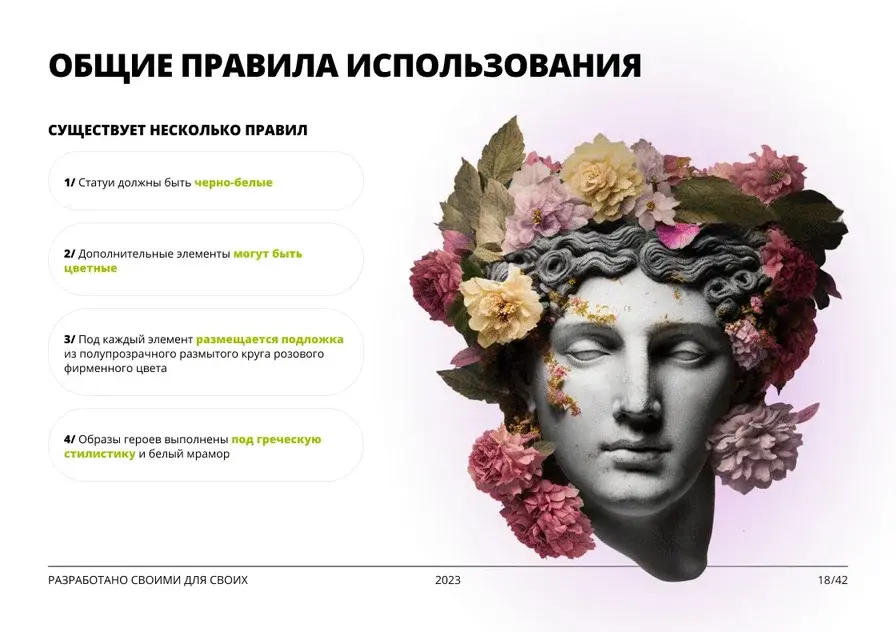 ОБЩИЕ ПРАВИЛА ИСПОЛЬЗОВАНИЯ
СУЩЕСТВУЕТ НЕСКОЛЬКО ПРАВИЛ
1/ Статуи должны быть черно-белые
2/ Дополнительные элементы могут быть
цветные
3/ Под каждый элемент размещается подложка
из полупрозрачного размытого круга розового
фирменного цвета
4/ Образы героев выполнены под греческую
стилистику и белый мрамор
РАЗРАБОТАНО СВОИМИ ДЛЯ СВОИХ
2023
18/42